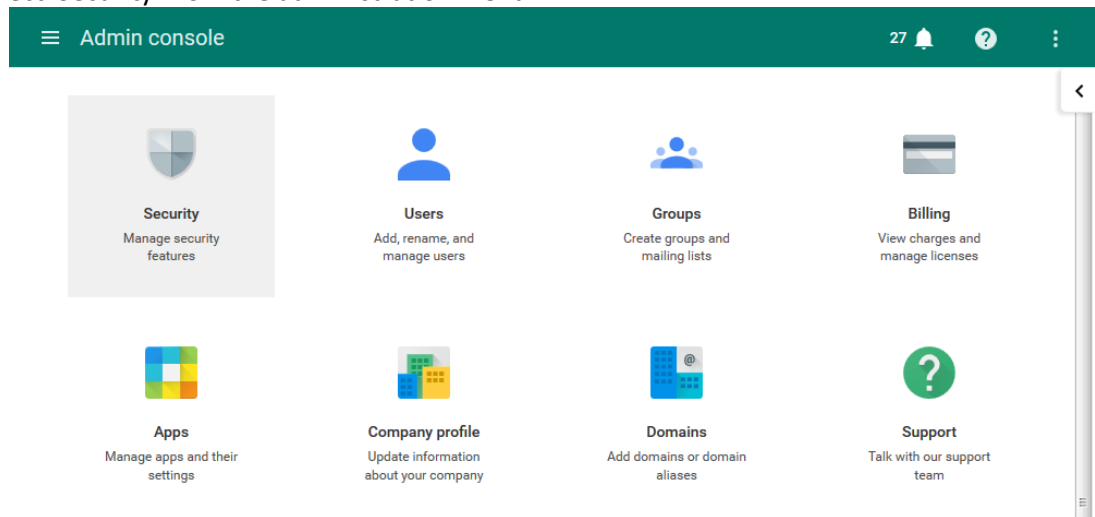 Admin console
27
Security
Manage security
features
Users
Add, rename, and
manage users
Groups
Create groups and
mailing lists
Billing
View charges and
manage licenses
Apps
Manage apps and their
settings
Company profile
Update information
about your company
@
Domains
Add domains or domain
aliases
?
Support
Talk with our support
team